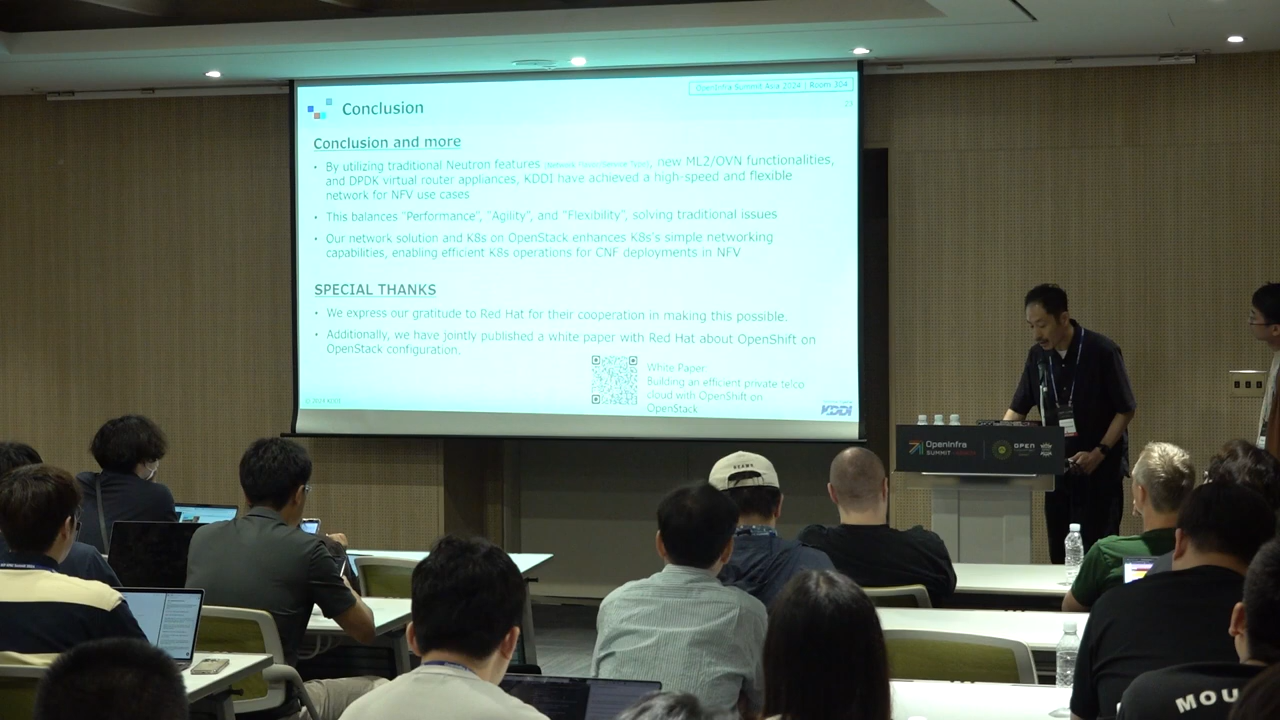 OpenInfra Summit Asia 2024 | Room 304
23
Conclusion
Conclusion and more
• By utilizing traditional Neutron features, new ML2/OVN functionalities,
and DPDK virtual router appliances, KDDI have achieved a high-speed and flexible
network for NFV use cases
• This balances "Performance", "Agility", and "Flexibility", solving traditional issues
• Our network solution and K8s on OpenStack enhances K8s's simple networking
capabilities, enabling efficient K8s operations for CNF deployments in NFV
SPECIAL THANKS
• We express our gratitude to Red Hat for their cooperation in making this possible.
• Additionally, we have jointly published a white paper with Red Hat about OpenShift on
OpenStack configuration.
White Paper:
Building an efficient private telco
cloud with OpenShift on
OpenStack
© 2024 KDDI
KDDI
OpenInfra
SUMMIT
OPEN
MOU